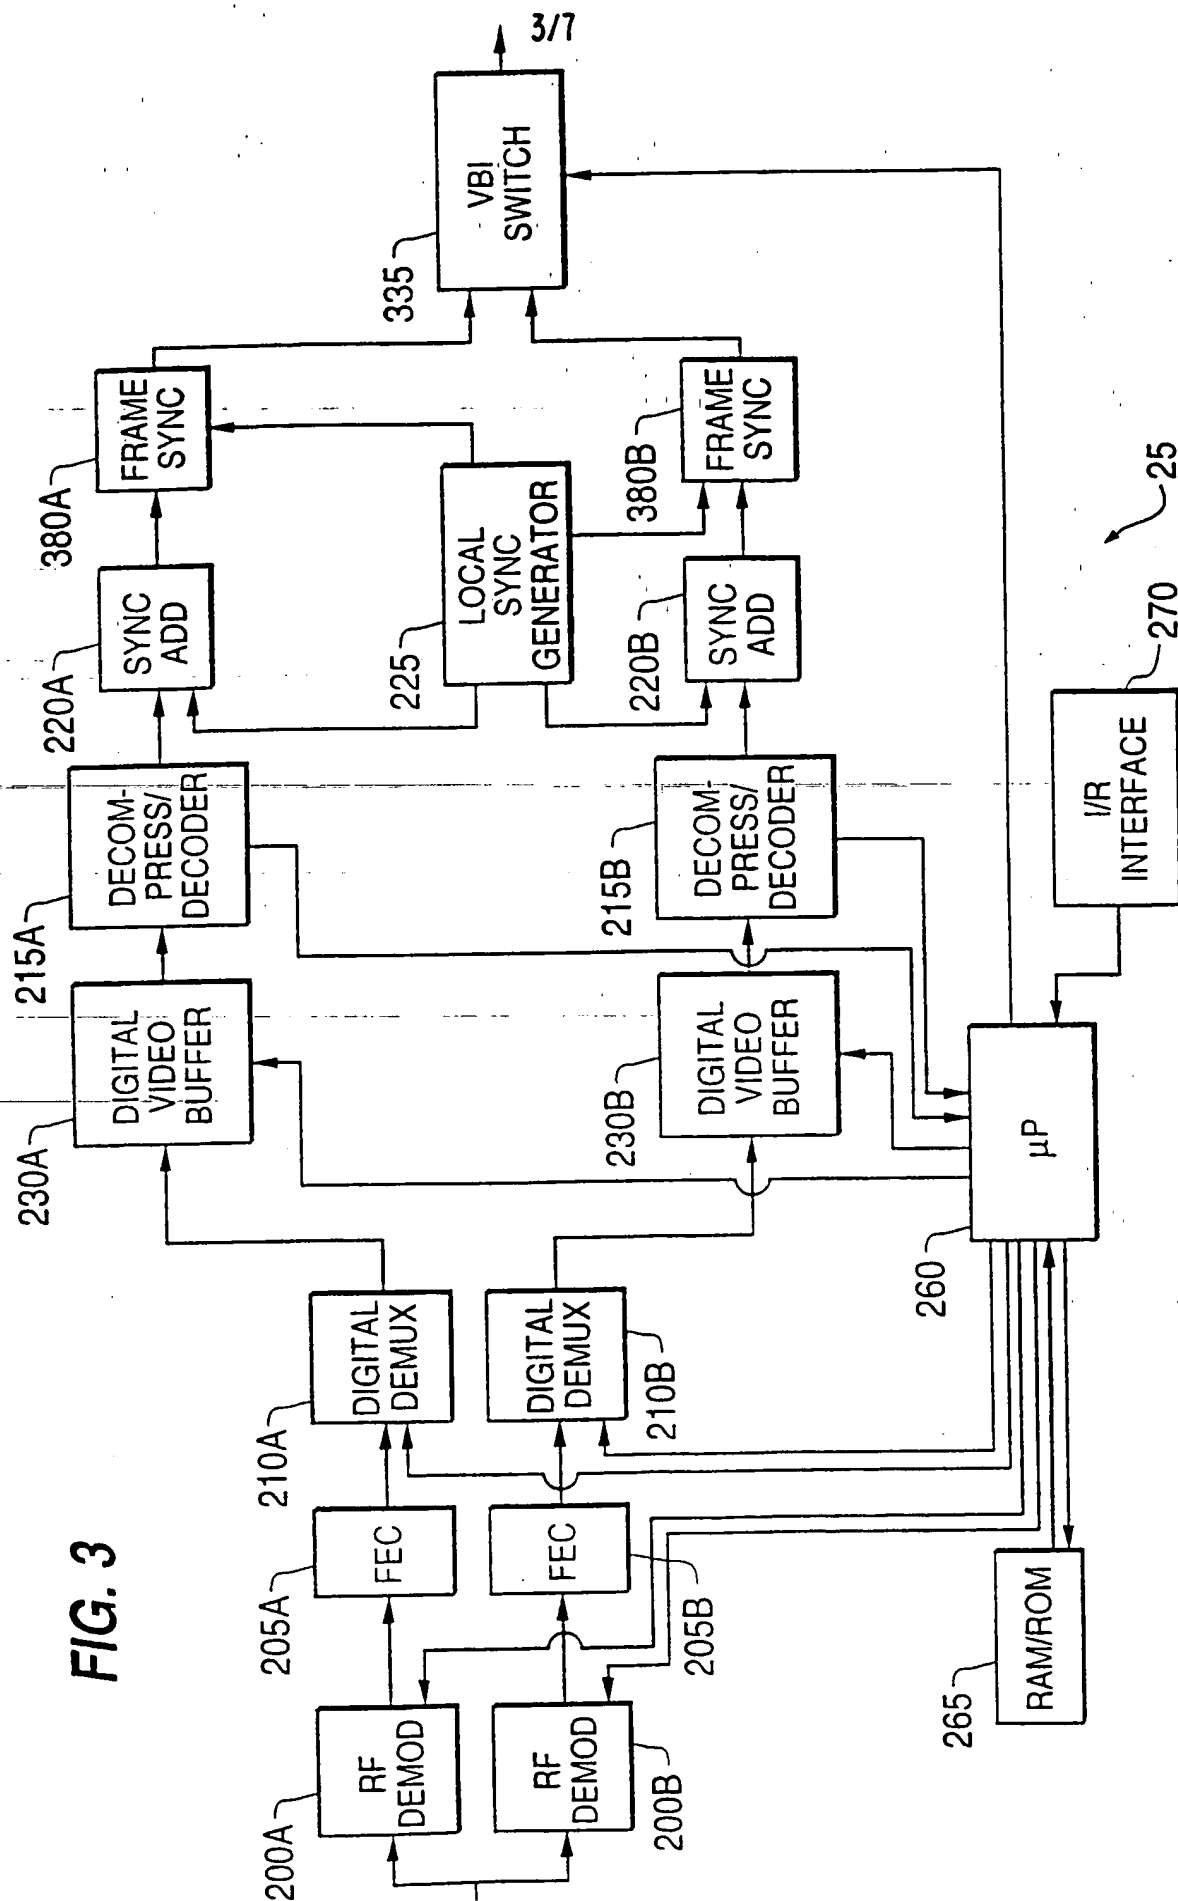 FIG. 3
200A
RF
DEMOD
205A
FEC
210A
DIGITAL
DEMUX
230A
DIGITAL
VIDEO
BUFFER
215A
DECOM-
PRESS/
DECODER
220A
SYNC
ADD
380A
FRAME
SYNC
225
LOCAL
SYNC
GENERATOR
335
VBI
SWITCH
3/7
200B
RF
DEMOD
205B
FEC
210B
DIGITAL
DEMUX
230B
DIGITAL
VIDEO
BUFFER
215B
DECOM-
PRESS/
DECODER
220B
SYNC
ADD
380B
FRAME
SYNC
265
RAM/ROM
260
µP
I/R
INTERFACE
270
25